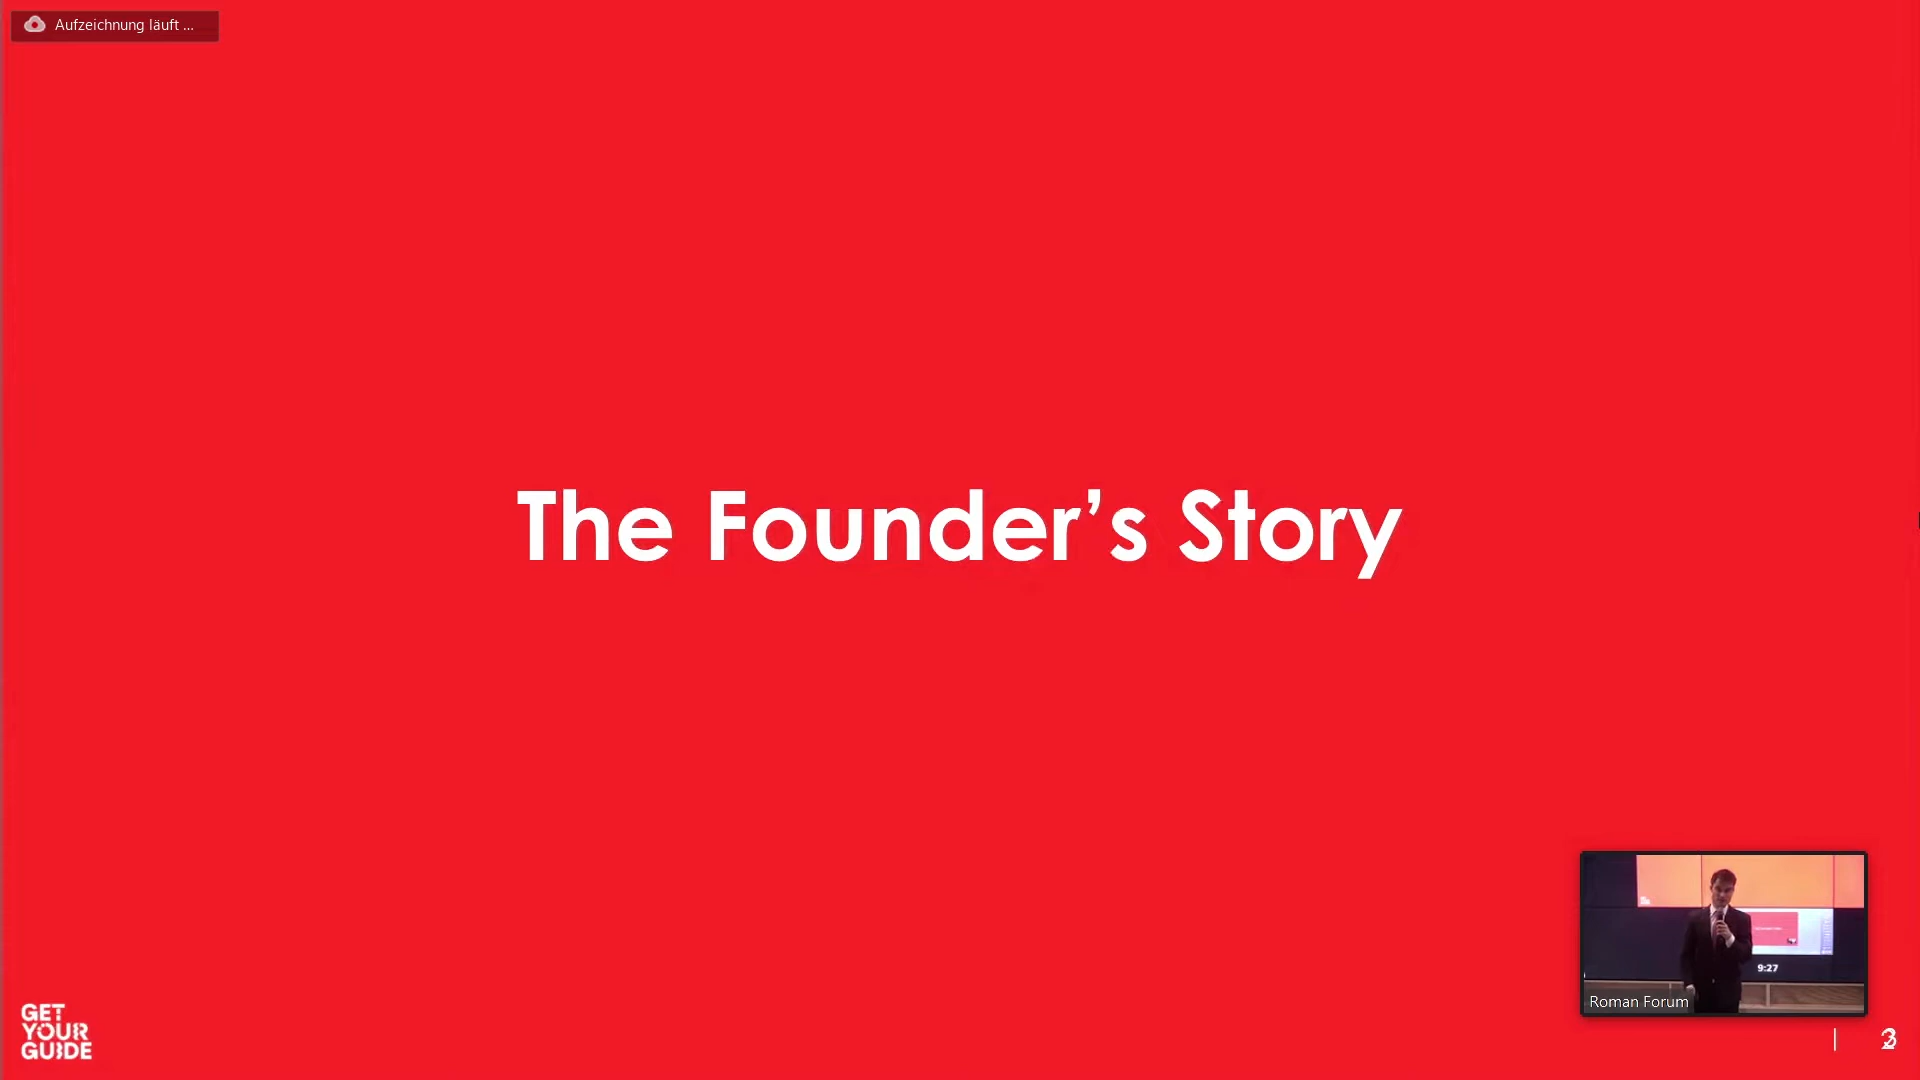 Aufzeichnung läuft ...
The Founder’s Story
9:27
Roman Forum
GET
YOUR
GUIDE